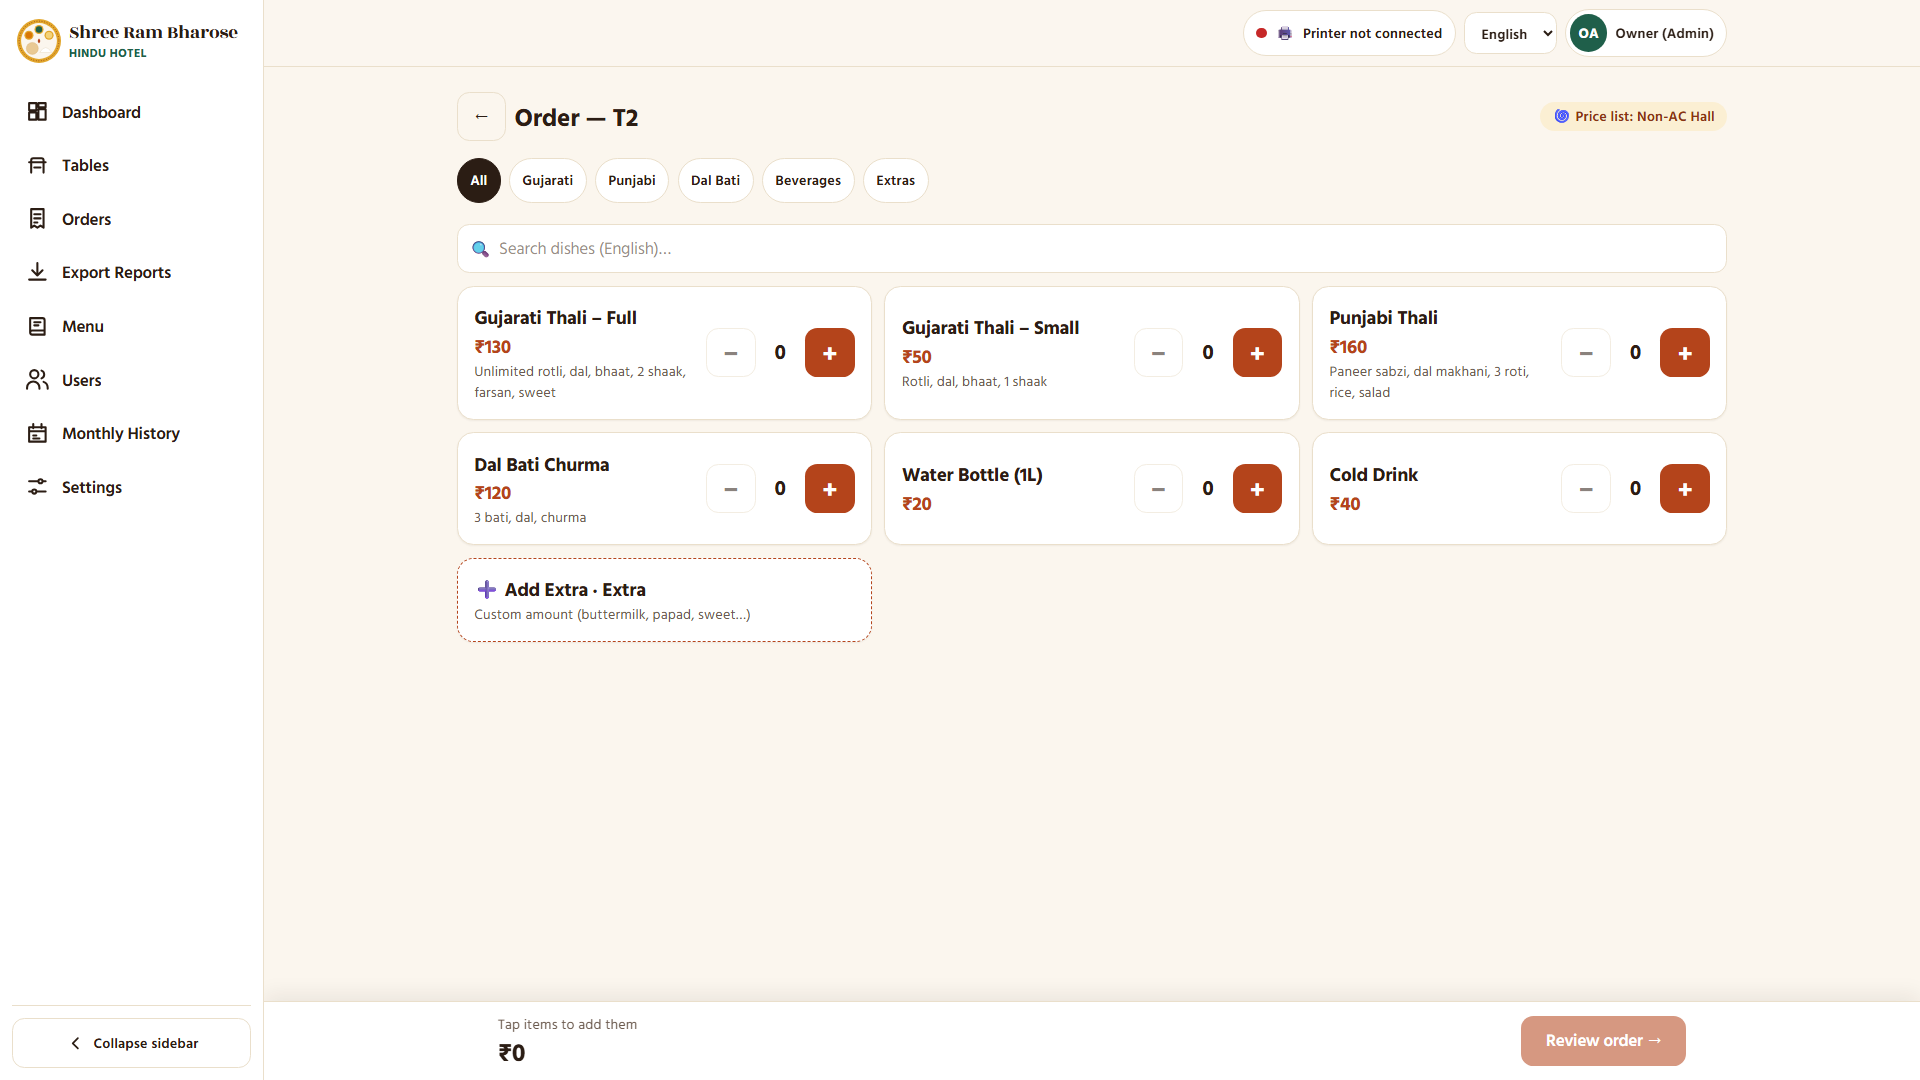 Shree Ram Bharose
HINDU HOTEL
Dashboard
Tables
Orders
Export Reports
Menu
Users
Monthly History
Settings
Collapse sidebar
Printer not connected
English
OA
Owner (Admin)
← Order — T2
Price list: Non-AC Hall
All
Gujarati
Punjabi
Dal Bati
Beverages
Extras
Search dishes (English)...
Gujarati Thali – Full
₹130
Unlimited rotli, dal, bhaat, 2 shaak,
farsan, sweet
− 0 +
Gujarati Thali – Small
₹50
Rotli, dal, bhaat, 1 shaak
− 0 +
Punjabi Thali
₹160
Paneer sabzi, dal makhani, 3 roti,
rice, salad
− 0 +
Dal Bati Churma
₹120
3 bati, dal, churma
− 0 +
Water Bottle (1L)
₹20
− 0 +
Cold Drink
₹40
− 0 +
Add Extra · Extra
Custom amount (buttermilk, papad, sweet...)
Tap items to add them
₹0
Review order →